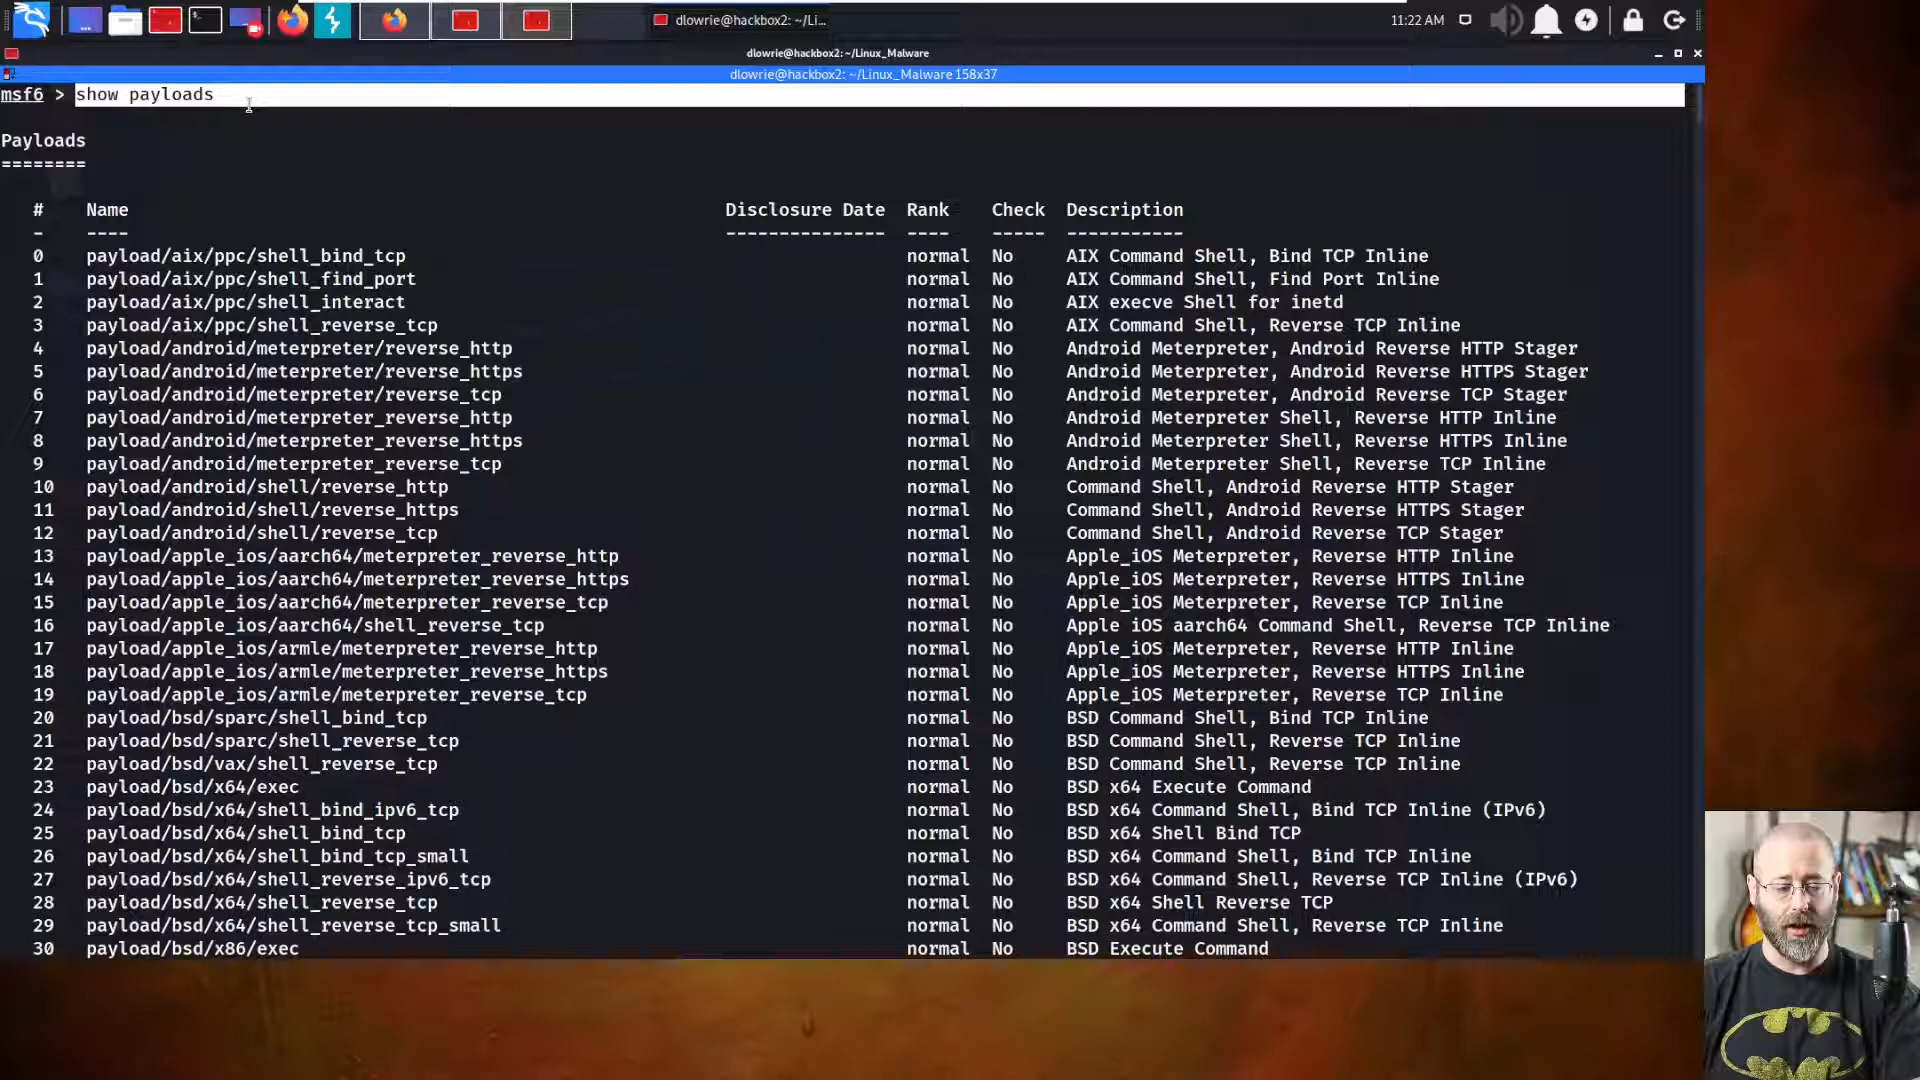 dlowrie@hackbox2: ~/Li...
11:22 AM
dlowrie@hackbox2: ~/Linux_Malware
dlowrie@hackbox2: ~/Linux_Malware 158x37
msf6 > show payloads
Payloads
========
# Name Disclosure Date Rank Check Description
- ---- --------------- ---- ----- -----------
0 payload/aix/ppc/shell_bind_tcp normal No AIX Command Shell, Bind TCP Inline
1 payload/aix/ppc/shell_find_port normal No AIX Command Shell, Find Port Inline
2 payload/aix/ppc/shell_interact normal No AIX execve Shell for inetd
3 payload/aix/ppc/shell_reverse_tcp normal No AIX Command Shell, Reverse TCP Inline
4 payload/android/meterpreter/reverse_http normal No Android Meterpreter, Android Reverse HTTP Stager
5 payload/android/meterpreter/reverse_https normal No Android Meterpreter, Android Reverse HTTPS Stager
6 payload/android/meterpreter/reverse_tcp normal No Android Meterpreter, Android Reverse TCP Stager
7 payload/android/meterpreter_reverse_http normal No Android Meterpreter Shell, Reverse HTTP Inline
8 payload/android/meterpreter_reverse_https normal No Android Meterpreter Shell, Reverse HTTPS Inline
9 payload/android/meterpreter_reverse_tcp normal No Android Meterpreter Shell, Reverse TCP Inline
10 payload/android/shell/reverse_http normal No Command Shell, Android Reverse HTTP Stager
11 payload/android/shell/reverse_https normal No Command Shell, Android Reverse HTTPS Stager
12 payload/android/shell/reverse_tcp normal No Command Shell, Android Reverse TCP Stager
13 payload/apple_ios/aarch64/meterpreter_reverse_http normal No Apple_iOS Meterpreter, Reverse HTTP Inline
14 payload/apple_ios/aarch64/meterpreter_reverse_https normal No Apple_iOS Meterpreter, Reverse HTTPS Inline
15 payload/apple_ios/aarch64/meterpreter_reverse_tcp normal No Apple_iOS Meterpreter, Reverse TCP Inline
16 payload/apple_ios/aarch64/shell_reverse_tcp normal No Apple iOS aarch64 Command Shell, Reverse TCP Inline
17 payload/apple_ios/armle/meterpreter_reverse_http normal No Apple_iOS Meterpreter, Reverse HTTP Inline
18 payload/apple_ios/armle/meterpreter_reverse_https normal No Apple_iOS Meterpreter, Reverse HTTPS Inline
19 payload/apple_ios/armle/meterpreter_reverse_tcp normal No Apple_iOS Meterpreter, Reverse TCP Inline
20 payload/bsd/sparc/shell_bind_tcp normal No BSD Command Shell, Bind TCP Inline
21 payload/bsd/sparc/shell_reverse_tcp normal No BSD Command Shell, Reverse TCP Inline
22 payload/bsd/vax/shell_reverse_tcp normal No BSD Command Shell, Reverse TCP Inline
23 payload/bsd/x64/exec normal No BSD x64 Execute Command
24 payload/bsd/x64/shell_bind_ipv6_tcp normal No BSD x64 Command Shell, Bind TCP Inline (IPv6)
25 payload/bsd/x64/shell_bind_tcp normal No BSD x64 Shell Bind TCP
26 payload/bsd/x64/shell_bind_tcp_small normal No BSD x64 Command Shell, Bind TCP Inline
27 payload/bsd/x64/shell_reverse_ipv6_tcp normal No BSD x64 Command Shell, Reverse TCP Inline (IPv6)
28 payload/bsd/x64/shell_reverse_tcp normal No BSD x64 Shell Reverse TCP
29 payload/bsd/x64/shell_reverse_tcp_small normal No BSD x64 Command Shell, Reverse TCP Inline
30 payload/bsd/x86/exec normal No BSD Execute Command